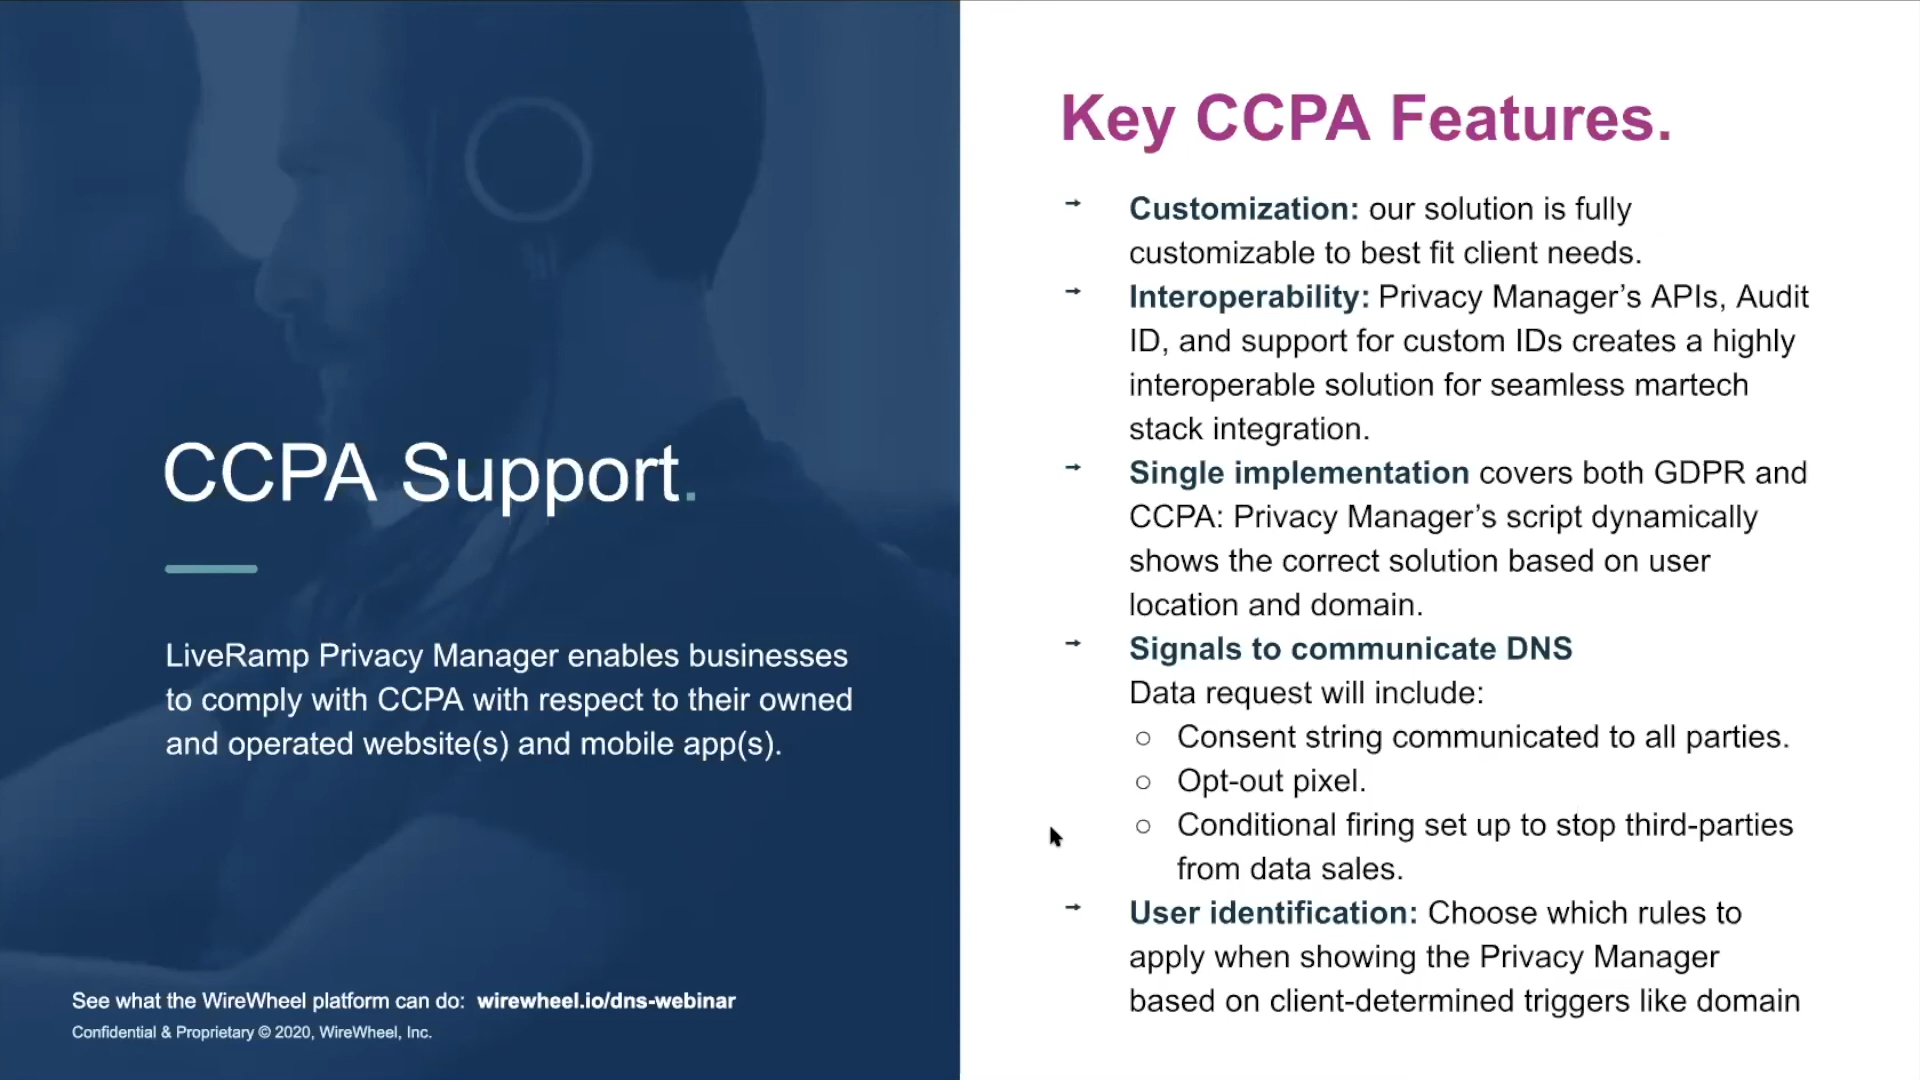 CCPA Support.
LiveRamp Privacy Manager enables businesses
to comply with CCPA with respect to their owned
and operated website(s) and mobile app(s).
See what the WireWheel platform can do: wirewheel.io/dns-webinar
Confidential & Proprietary © 2020, WireWheel, Inc.
Key CCPA Features.
→ Customization: our solution is fully
customizable to best fit client needs.
→ Interoperability: Privacy Manager’s APIs, Audit
ID, and support for custom IDs creates a highly
interoperable solution for seamless martech
stack integration.
→ Single implementation covers both GDPR and
CCPA: Privacy Manager’s script dynamically
shows the correct solution based on user
location and domain.
→ Signals to communicate DNS
Data request will include:
○ Consent string communicated to all parties.
○ Opt-out pixel.
○ Conditional firing set up to stop third-parties
from data sales.
→ User identification: Choose which rules to
apply when showing the Privacy Manager
based on client-determined triggers like domain